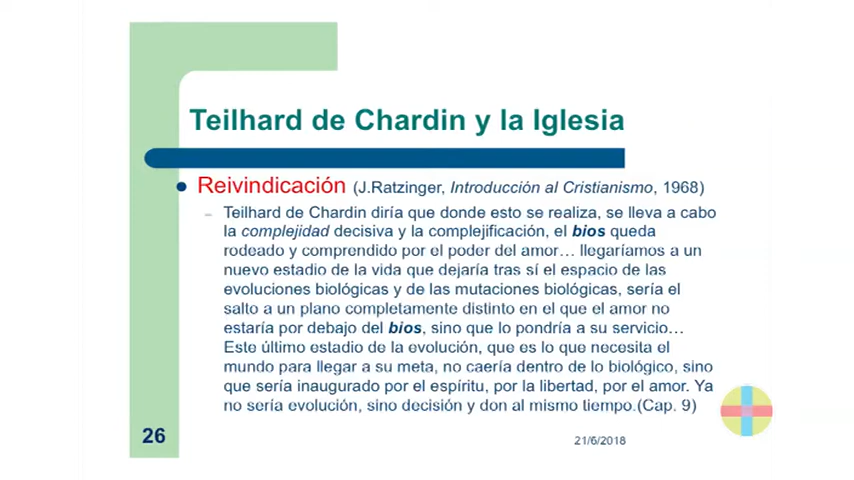 Teilhard de Chardin y la Iglesia
Reivindicación (J.Ratzinger, Introducción al Cristianismo, 1968)
– Teilhard de Chardin diría que donde esto se realiza, se lleva a cabo
la complejidad decisiva y la complejificación, el bios queda
rodeado y comprendido por el poder del amor… llegaríamos a un
nuevo estadio de la vida que dejaría tras sí el espacio de las
evoluciones biológicas y de las mutaciones biológicas, sería el
salto a un plano completamente distinto en el que el amor no
estaría por debajo del bios, sino que lo pondría a su servicio…
Este último estadio de la evolución, que es lo que necesita el
mundo para llegar a su meta, no caería dentro de lo biológico, sino
que sería inaugurado por el espíritu, por la libertad, por el amor. Ya
no sería evolución, sino decisión y don al mismo tiempo.(Cap. 9)
26
21/6/2018